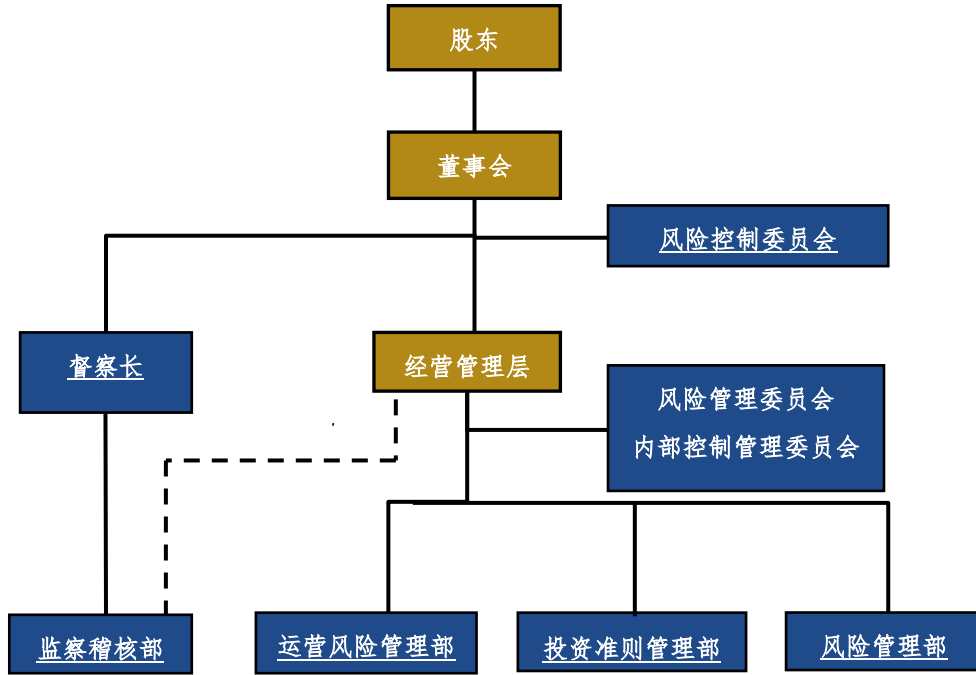 股东
董事会
风险控制委员会
督察长
经营管理层
风险管理委员会
内部控制管理委员会
监察稽核部
运营风险管理部
投资准则管理部
风险管理部